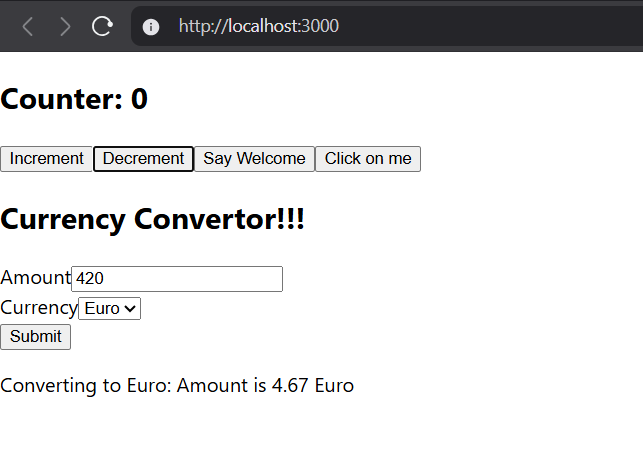 http://localhost:3000
Counter: 0
Increment Decrement Say Welcome Click on me
Currency Convertor!!!
Amount 420
Currency Euro
Submit
Converting to Euro: Amount is 4.67 Euro